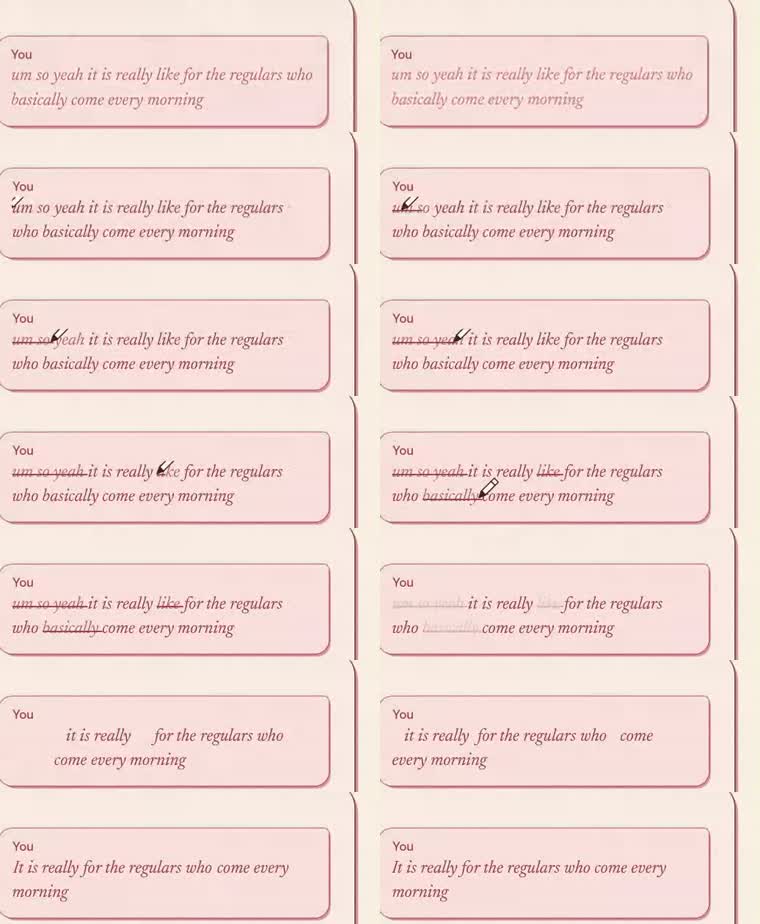 You
um so yeah it is really like for the regulars who
basically come every morning
You
um so yeah it is really like for the regulars who
basically come every morning
You
um so yeah it is really like for the regulars
who basically come every morning
You
um so yeah it is really like for the regulars
who basically come every morning
You
um so yeah it is really like for the regulars
who basically come every morning
You
um so yeah it is really like for the regulars
who basically come every morning
You
um so yeah it is really like for the regulars
who basically come every morning
You
um so yeah it is really like for the regulars
who basically come every morning
You
um so yeah it is really like for the regulars
who basically come every morning
You
um so yeah it is really like for the regulars
who basically come every morning
You
it is really for the regulars who
come every morning
You
it is really for the regulars who come
every morning
You
It is really for the regulars who come every
morning
You
It is really for the regulars who come every
morning